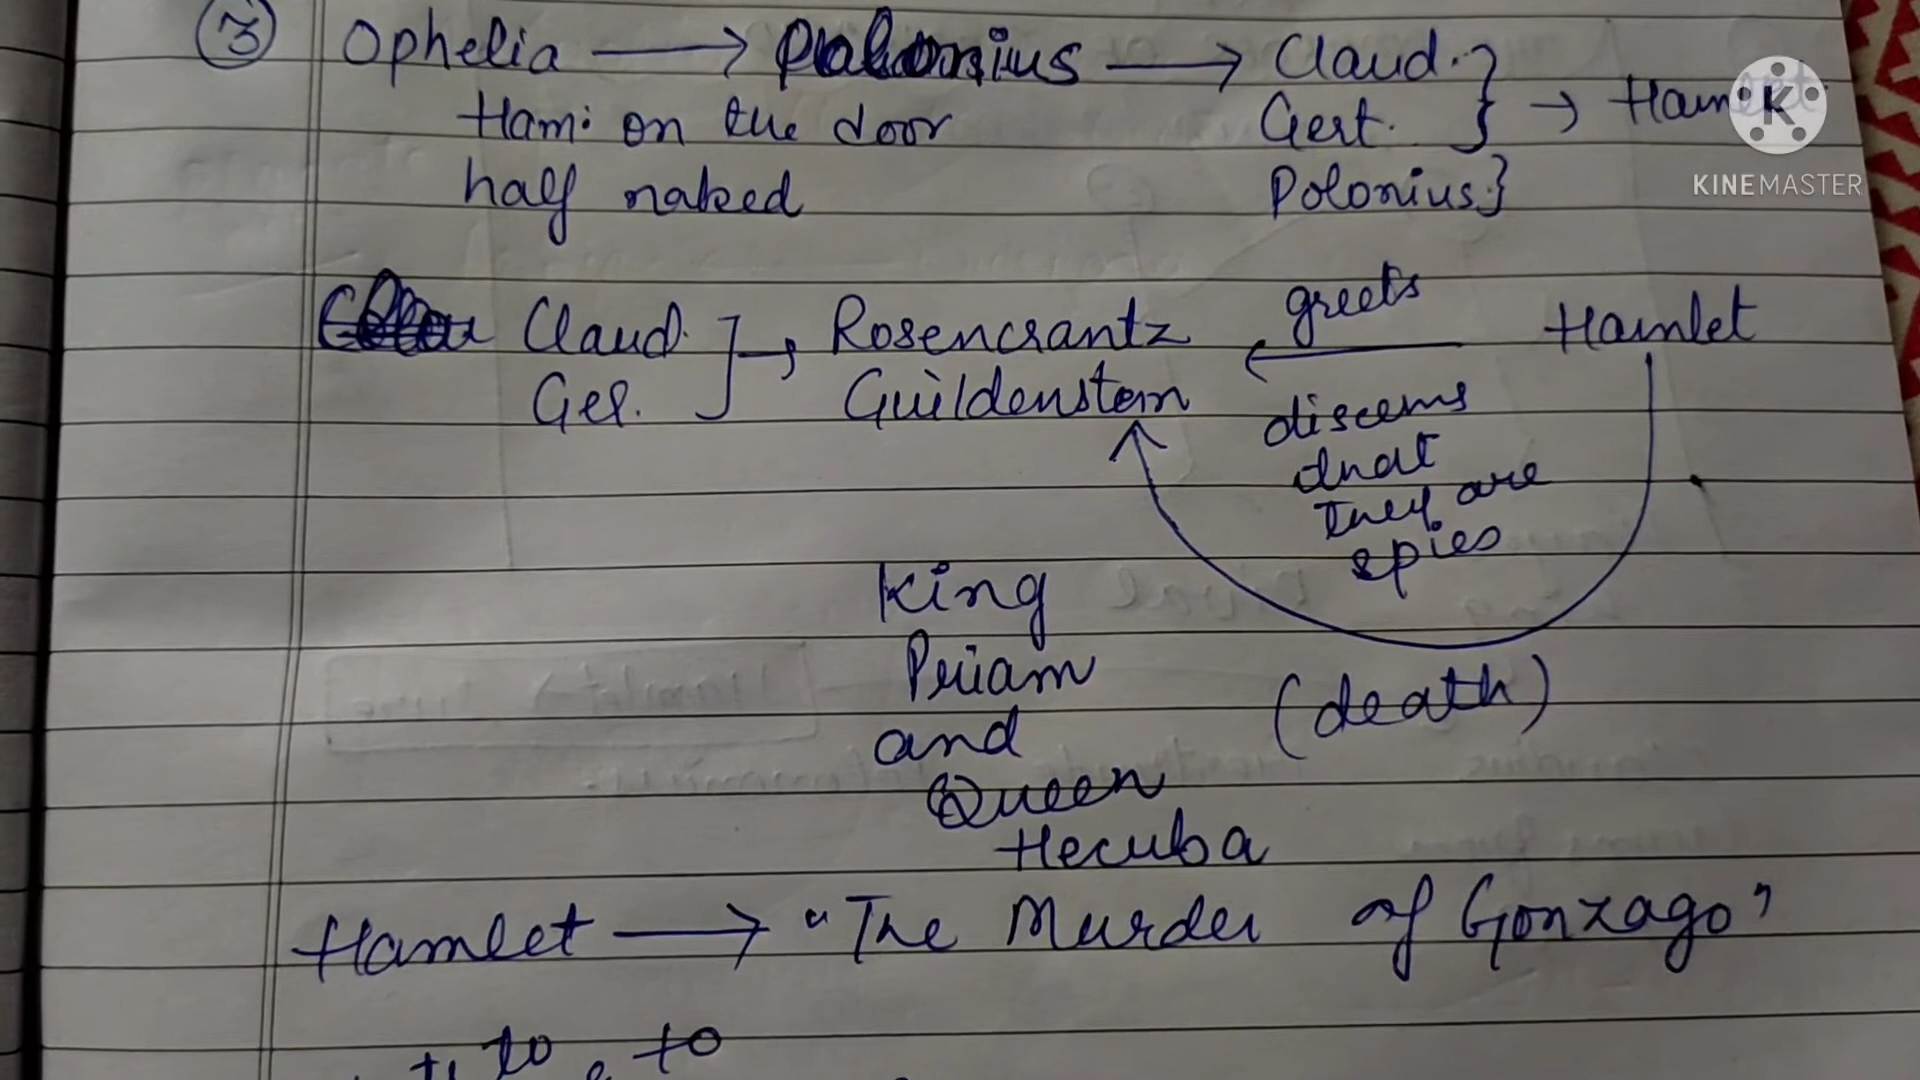 ③ Ophelia → Polonius → Claud. } → Hamlet
Ham: on the door Gert. }
half naked Polonius }
KINEMASTER
greets
Claud. ] → Rosencrantz ← Hamlet
Ger. Guildenstern
discerns
that
they are
spies
King
Priam (death)
and
Queen
Hecuba
Hamlet → "The Murder of Gonzago"
to to